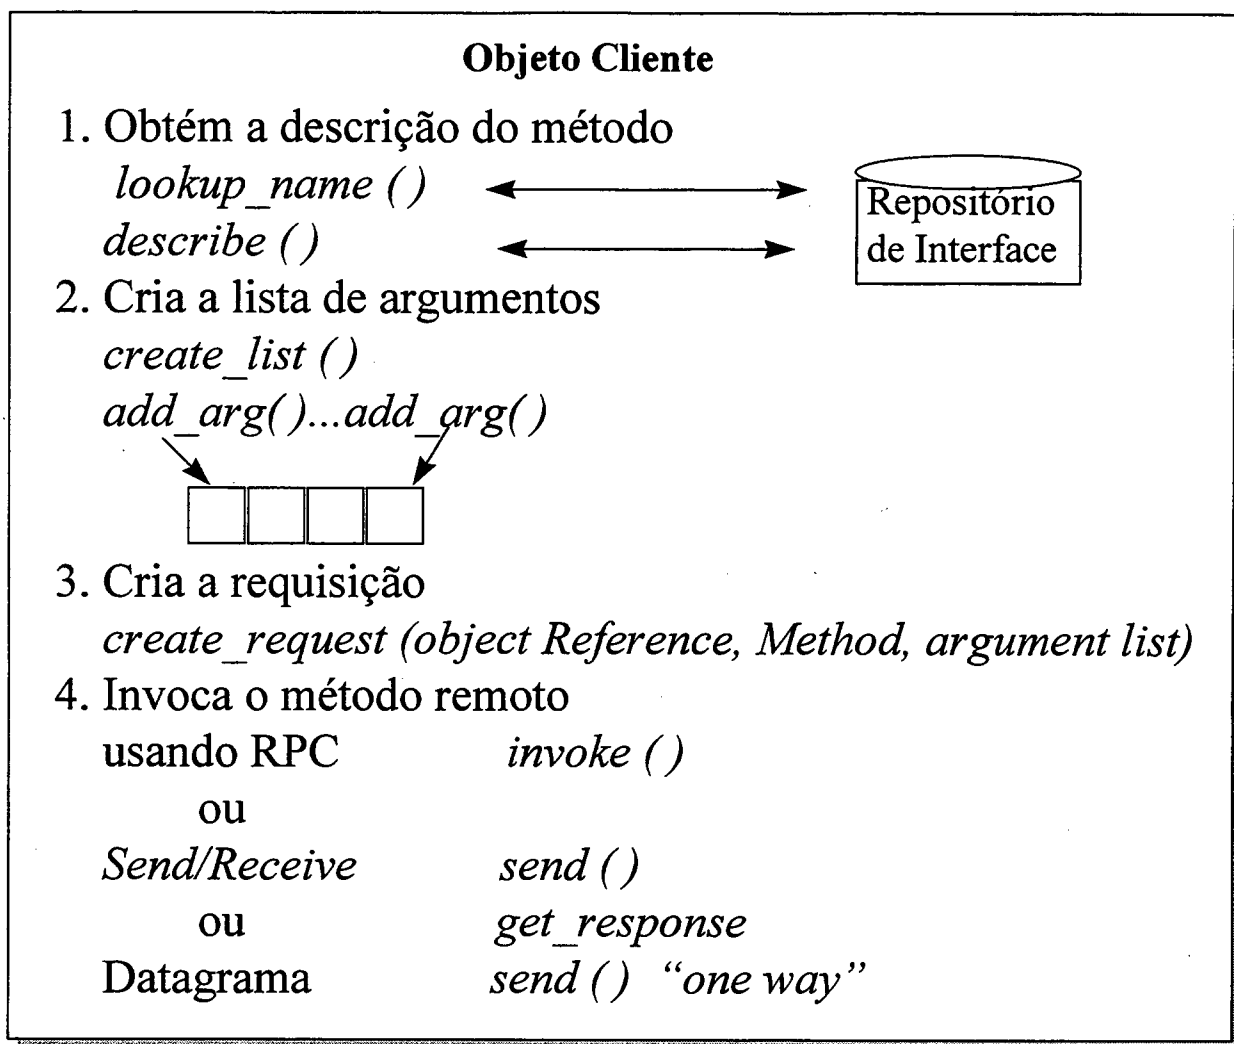 Objeto Cliente
1. Obtém a descrição do método
lookup_name ( )
describe ( )
Repositório
de Interface
2. Cria a lista de argumentos
create_list ( )
add_arg( )...add_arg( )
3. Cria a requisição
create_request (object Reference, Method, argument list)
4. Invoca o método remoto
usando RPC invoke ( )
ou
Send/Receive send ( )
ou get_response
Datagrama send ( ) “one way”